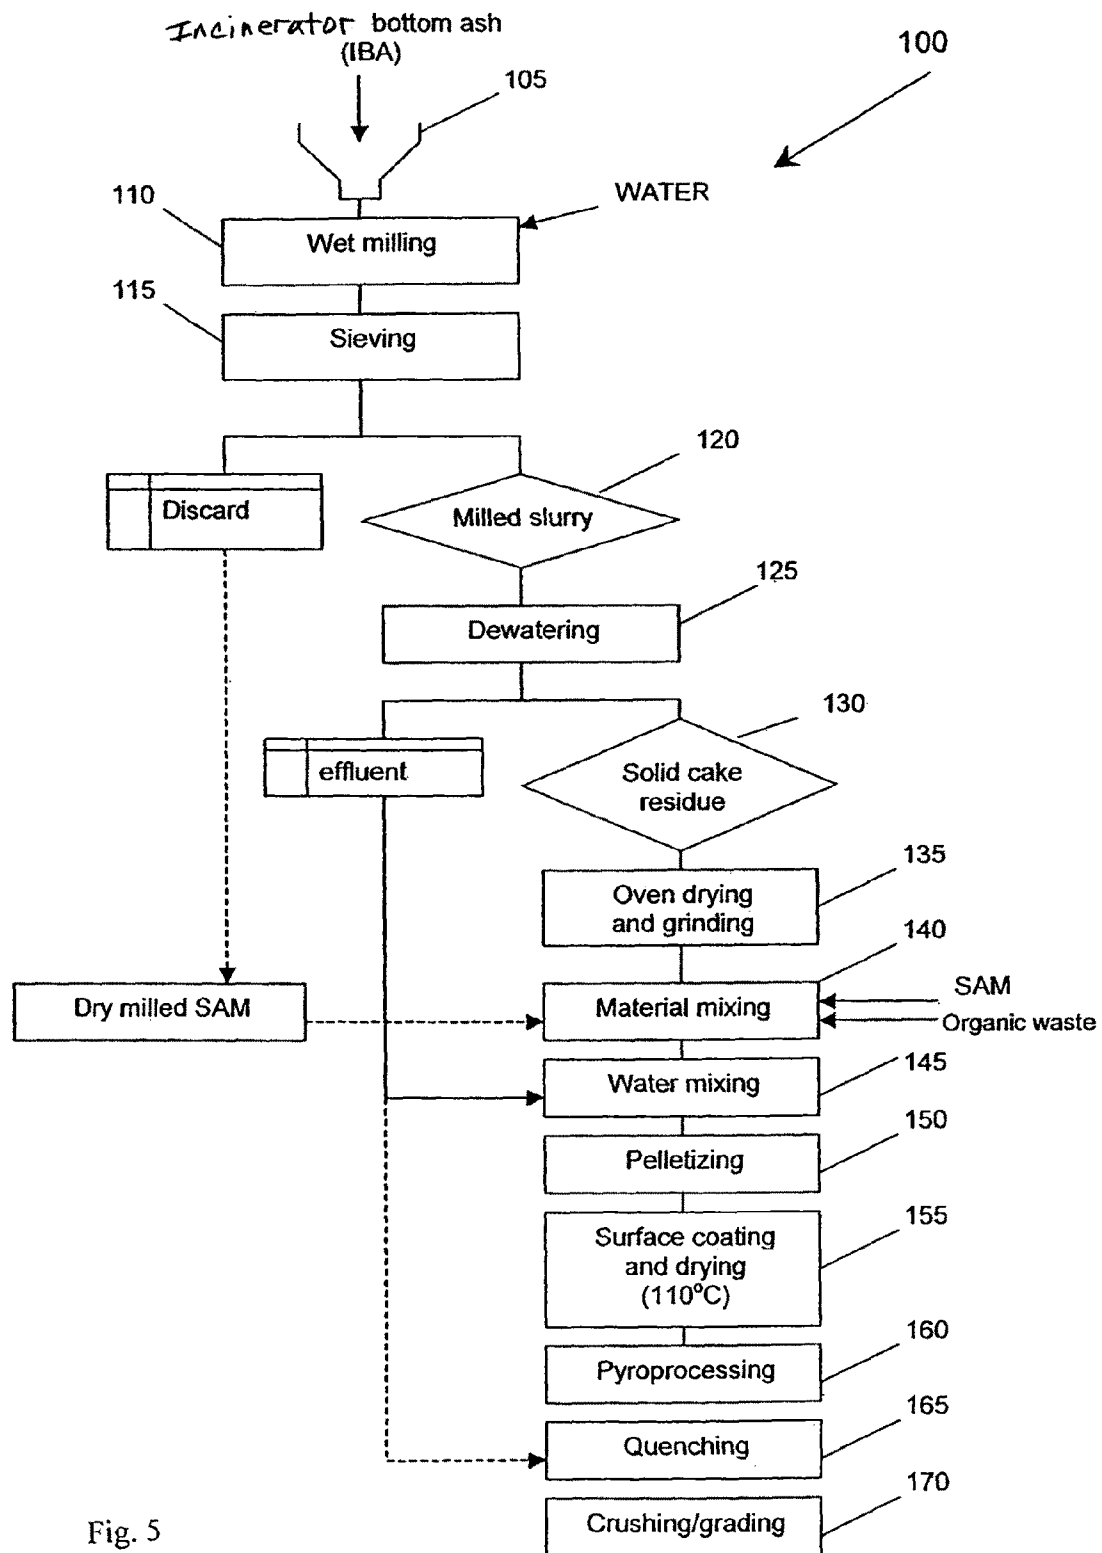 Incinerator bottom ash
(IBA)
100
105
110
WATER
Wet milling
115
Sieving
120
Discard
Milled slurry
125
Dewatering
130
effluent
Solid cake
residue
135
Oven drying
and grinding
140
Dry milled SAM
Material mixing
SAM
Organic waste
145
Water mixing
150
Pelletizing
155
Surface coating
and drying
(110°C)
160
Pyroprocessing
165
Quenching
170
Crushing/grading
Fig. 5